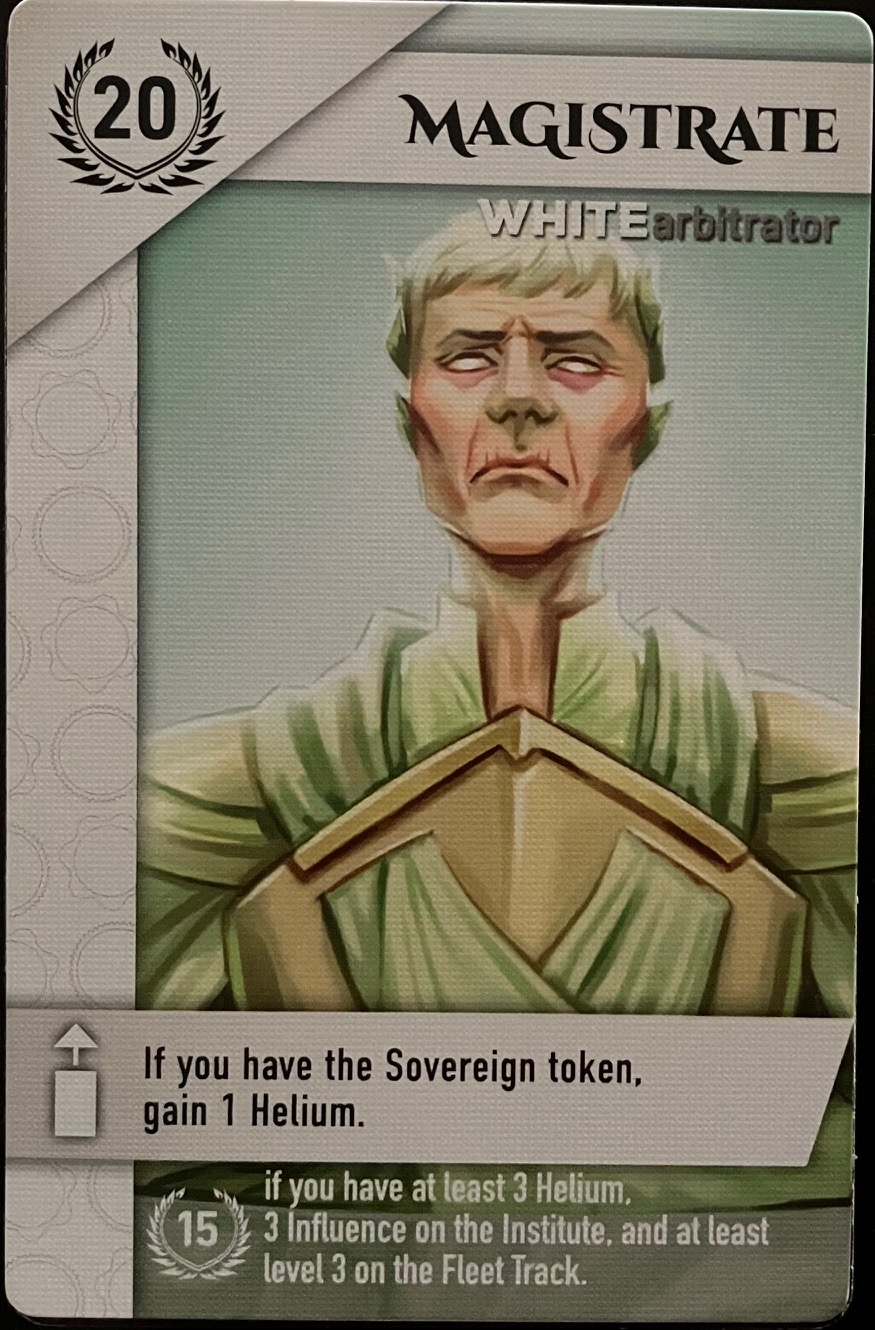 20
MAGISTRATE
WHITEarbitrator
If you have the Sovereign token,
gain 1 Helium.
15
if you have at least 3 Helium,
3 Influence on the Institute, and at least
level 3 on the Fleet Track.